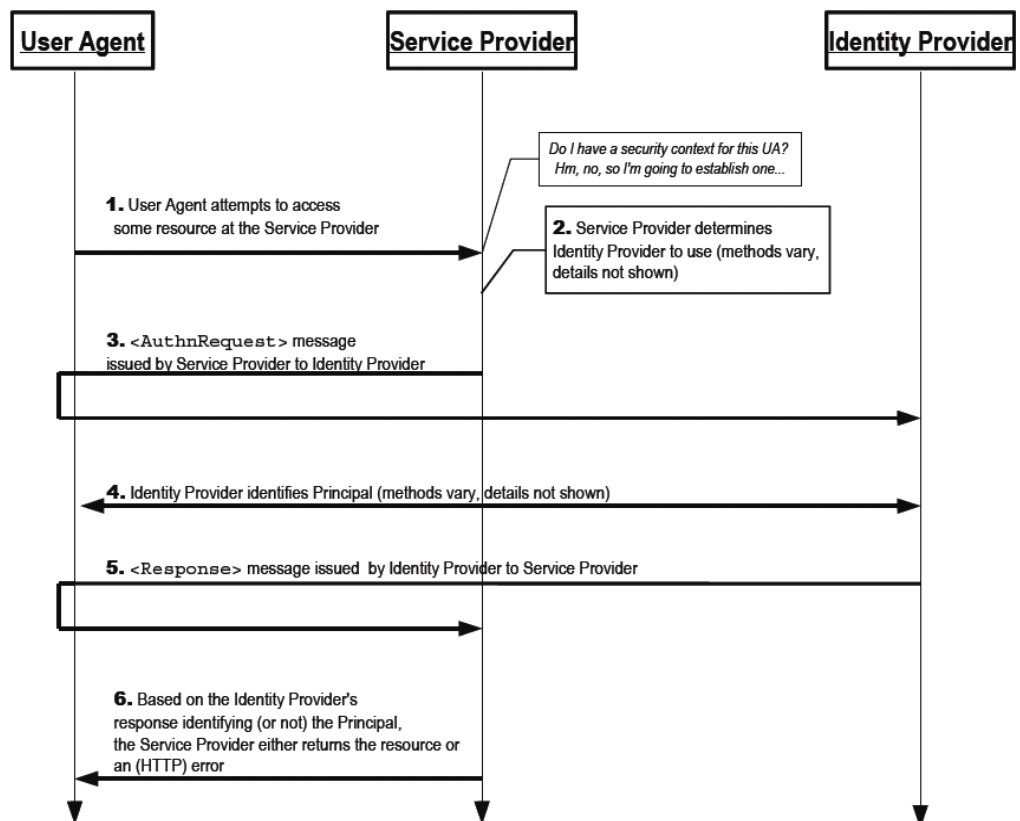 User Agent
Service Provider
Identity Provider
Do I have a security context for this UA?
Hm, no, so I'm going to establish one...
1. User Agent attempts to access
some resource at the Service Provider
2. Service Provider determines
Identity Provider to use (methods vary,
details not shown)
3. <AuthnRequest> message
issued by Service Provider to Identity Provider
4. Identity Provider identifies Principal (methods vary, details not shown)
5. <Response> message issued by Identity Provider to Service Provider
6. Based on the Identity Provider's
response identifying (or not) the Principal,
the Service Provider either returns the resource or
an (HTTP) error